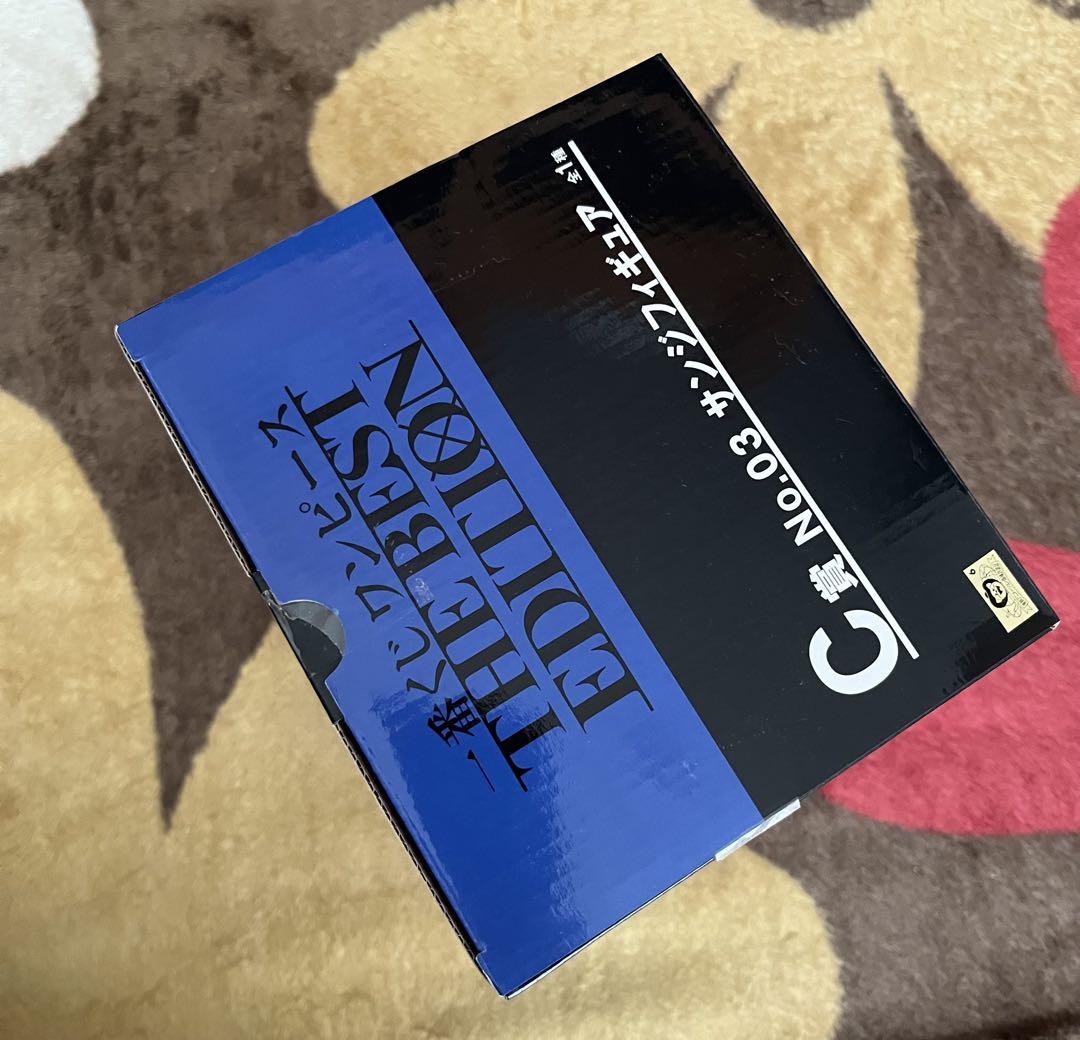 一番くじ ワンピース
THE BEST
EDITION
C賞 No.03 サンジフィギュア 全1種